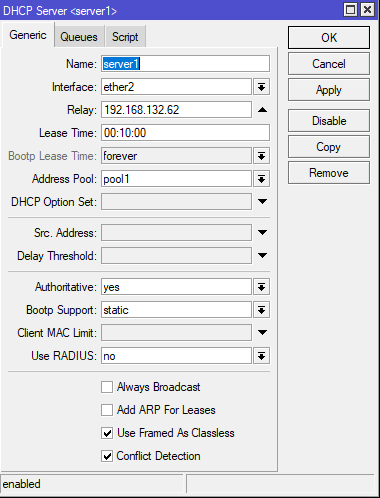 DHCP Server <server1>
Generic Queues Script
Name: server1
Interface: ether2
Relay: 192.168.132.62
Lease Time: 00:10:00
Bootp Lease Time: forever
Address Pool: pool1
DHCP Option Set:
Src. Address:
Delay Threshold:
Authoritative: yes
Bootp Support: static
Client MAC Limit:
Use RADIUS: no
Always Broadcast
Add ARP For Leases
Use Framed As Classless
Conflict Detection
OK
Cancel
Apply
Disable
Copy
Remove
enabled